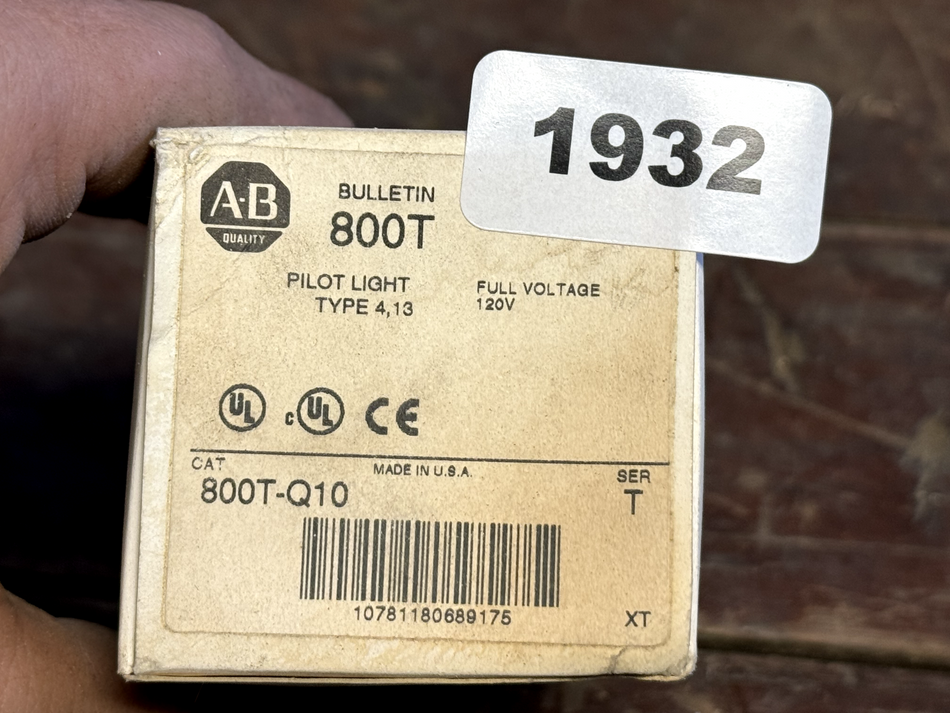 1932
A·B
QUALITY
BULLETIN
800T
PILOT LIGHT
TYPE 4,13
FULL VOLTAGE
120V
UL
c UL
CE
CAT
MADE IN U.S.A.
SER
800T-Q10
T
10781180689175
XT